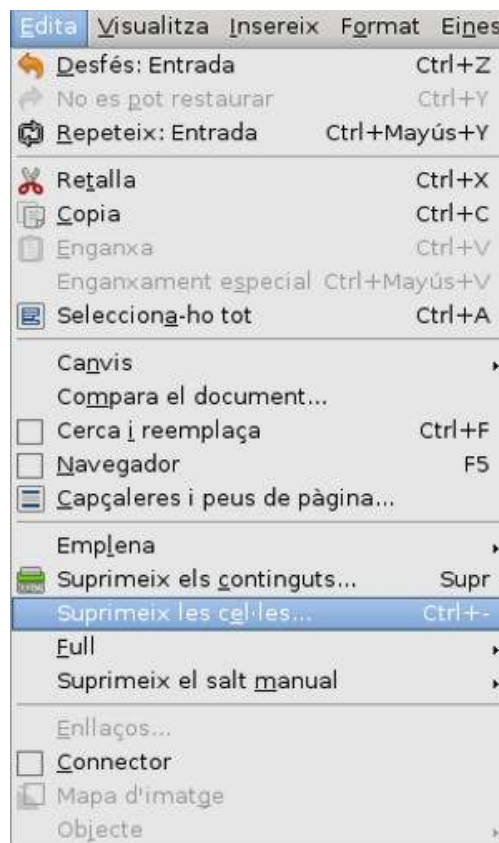 Edita Visualitza Insereix Format Eines
Desfés: Entrada Ctrl+Z
No es pot restaurar Ctrl+Y
Repeteix: Entrada Ctrl+Mayús+Y
Retalla Ctrl+X
Copia Ctrl+C
Enganxa Ctrl+V
Enganxament especial Ctrl+Mayús+V
Selecciona-ho tot Ctrl+A
Canvis
Compara el document...
Cerca i reemplaça Ctrl+F
Navegador F5
Capçaleres i peus de pàgina...
Emplena
Suprimeix els continguts... Supr
Suprimeix les cel·les... Ctrl+-
Full
Suprimeix el salt manual
Enllaços...
Connector
Mapa d'imatge
Objecte